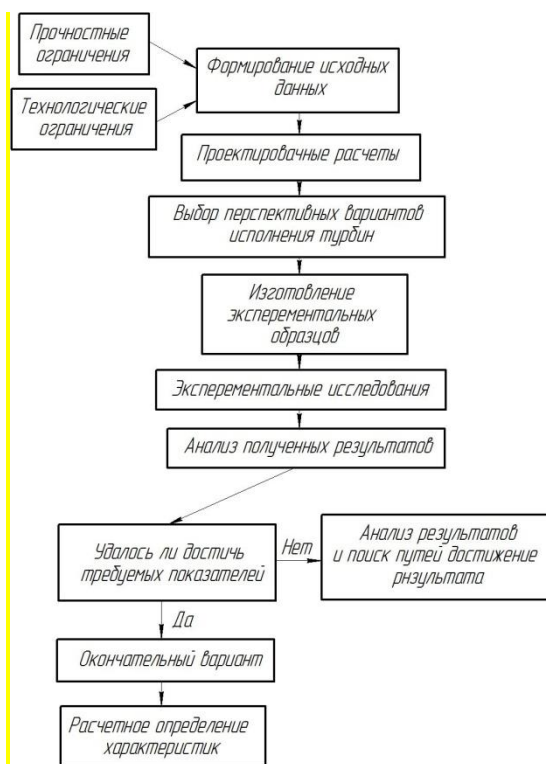 Прочностные
ограничения
Технологические
ограничения
Формирование исходных
данных
Проектировачные расчеты
Выбор перспективных вариантов
исполнения турбин
Изготовление
эксперементальных
образцов
Эксперементальные исследования
Анализ полученных результатов
Удалось ли достичь
требуемых показателей
Нет
Анализ результатов
и поиск путей достижение
рнзультата
Да
Окончательный вариант
Расчетное определение
характеристик